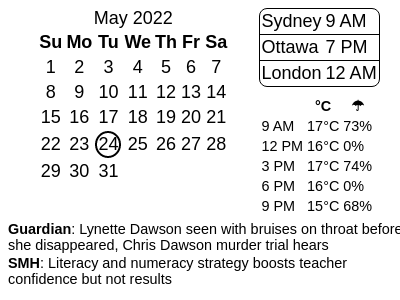 May 2022
Su Mo Tu We Th Fr Sa
1 2 3 4 5 6 7
8 9 10 11 12 13 14
15 16 17 18 19 20 21
22 23 24 25 26 27 28
29 30 31
Sydney 9 AM
Ottawa 7 PM
London 12 AM
°C ☂
9 AM 17°C 73%
12 PM 16°C 0%
3 PM 17°C 74%
6 PM 16°C 0%
9 PM 15°C 68%
Guardian: Lynette Dawson seen with bruises on throat before
she disappeared, Chris Dawson murder trial hears
SMH: Literacy and numeracy strategy boosts teacher
confidence but not results